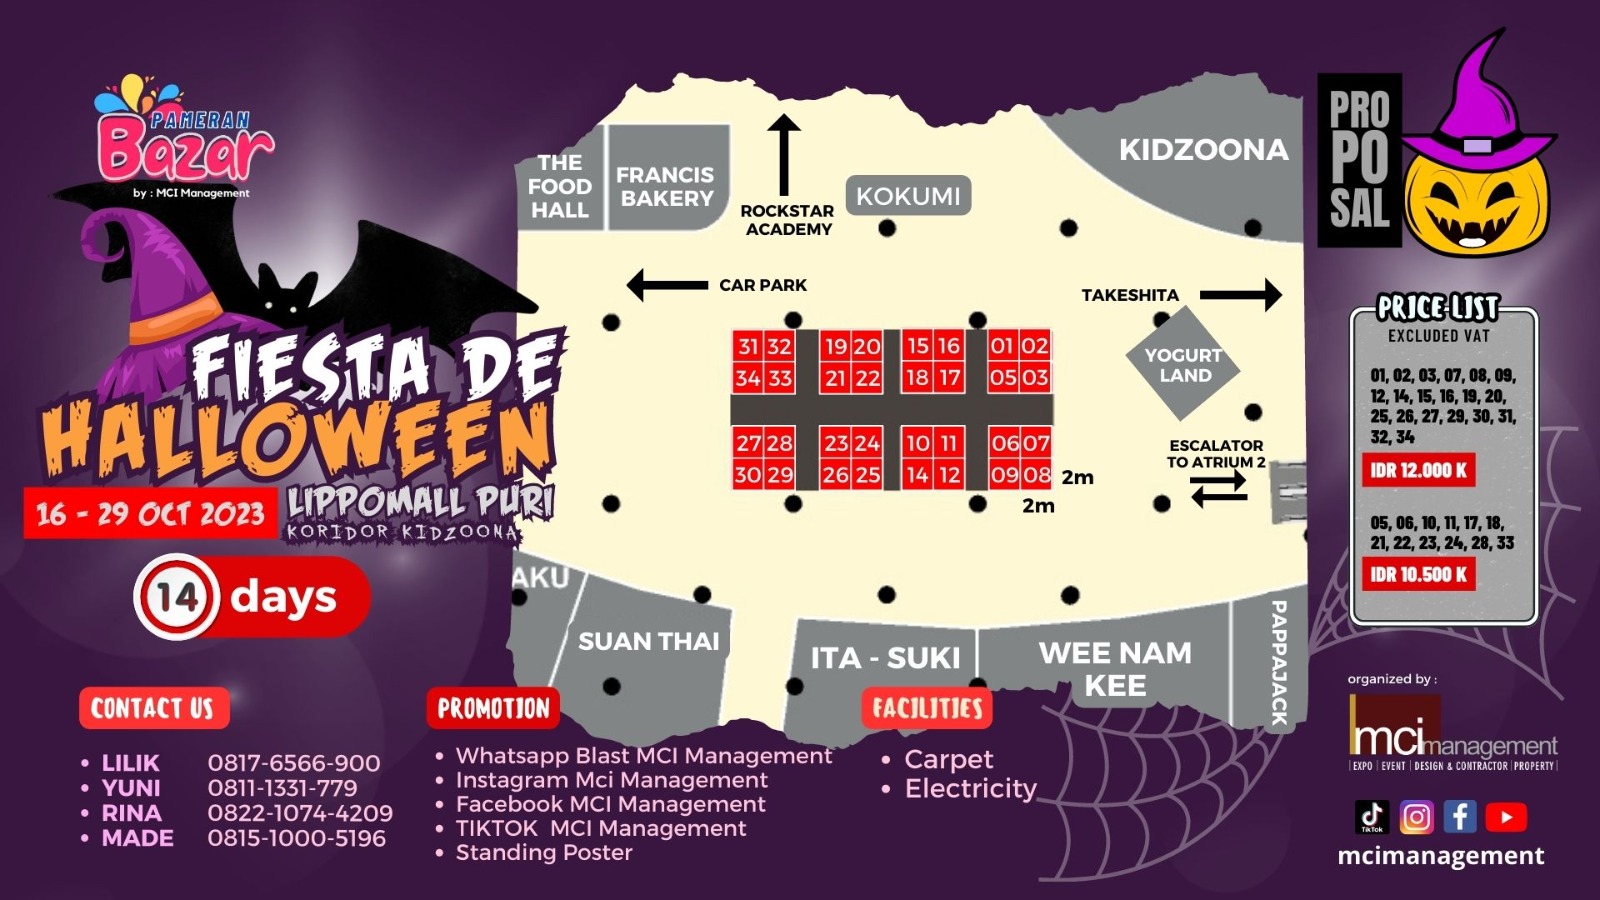 PAMERAN
Bazar
by : MCI Management
FIESTA DE
HALLOWEEN
16 - 29 OCT 2023
LIPPOMALL PURI
KORIDOR KIDZOONA
14 days
THE
FOOD
HALL
FRANCIS
BAKERY
ROCKSTAR
ACADEMY
KOKUMI
KIDZOONA
CAR PARK
TAKESHITA
YOGURT
LAND
31 32 19 20 15 16 01 02
34 33 21 22 18 17 05 03
27 28 23 24 10 11 06 07
30 29 26 25 14 12 09 08
2m
2m
ESCALATOR
TO ATRIUM 2
AKU
SUAN THAI
ITA - SUKI
WEE NAM
KEE
PAPPAJACK
PRO
PO
SAL
PRICE LIST
EXCLUDED VAT
01, 02, 03, 07, 08, 09,
12, 14, 15, 16, 19, 20,
25, 26, 27, 29, 30, 31,
32, 34
IDR 12.000 K
05, 06, 10, 11, 17, 18,
21, 22, 23, 24, 28, 33
IDR 10.500 K
CONTACT US
• LILIK 0817-6566-900
• YUNI 0811-1331-779
• RINA 0822-1074-4209
• MADE 0815-1000-5196
PROMOTION
• Whatsapp Blast MCI Management
• Instagram Mci Management
• Facebook MCI Management
• TIKTOK MCI Management
• Standing Poster
FACILITIES
• Carpet
• Electricity
organized by :
mci management
| EXPO | EVENT | DESIGN & CONTRACTOR | PROPERTY |
TikTok
mcimanagement